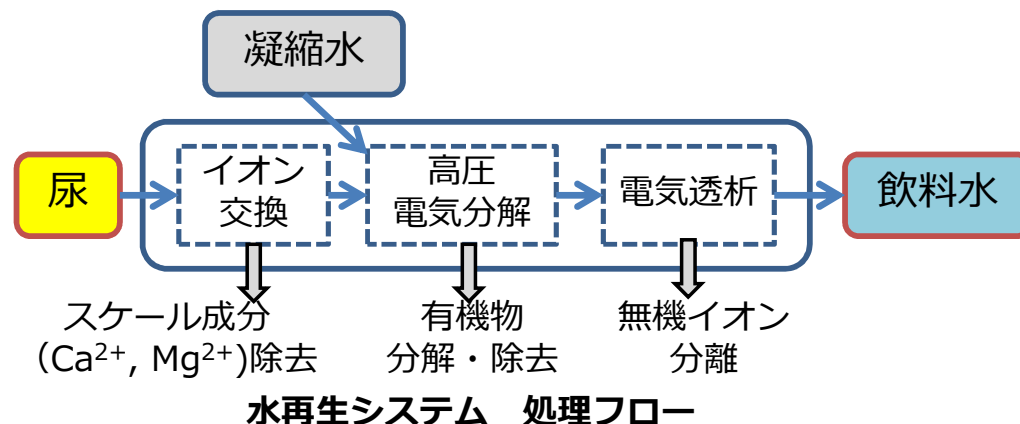 凝縮水
尿
イオン
交換
高圧
電気分解
電気透析
飲料水
スケール成分
（Ca²⁺, Mg²⁺)除去
有機物
分解・除去
無機イオン
分離
水再生システム　処理フロー